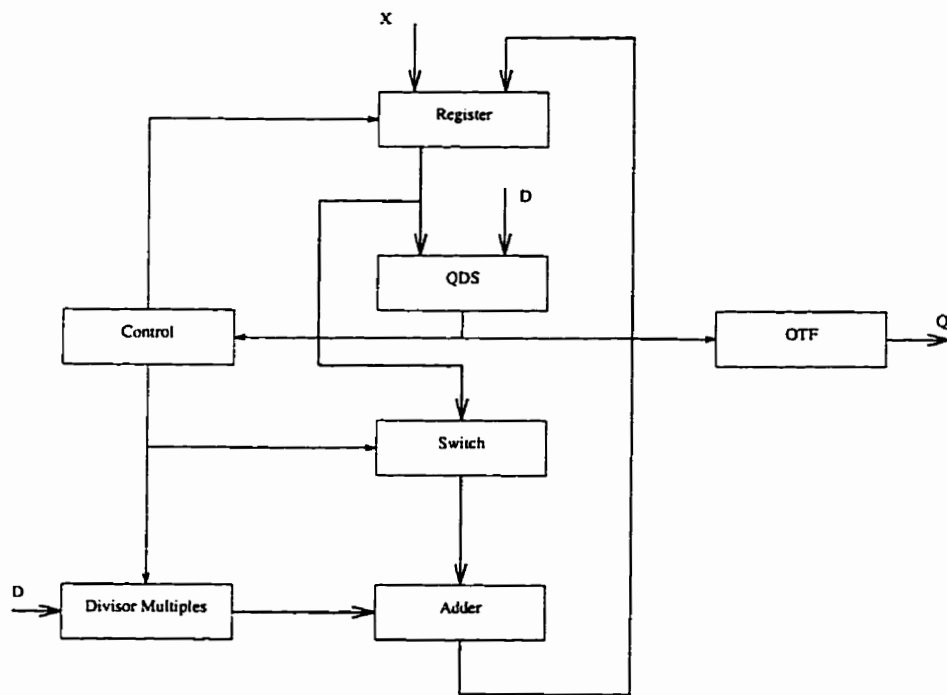 X
Register
D
QDS
Control
OTF
Q
Switch
D
Divisor Multiples
Adder